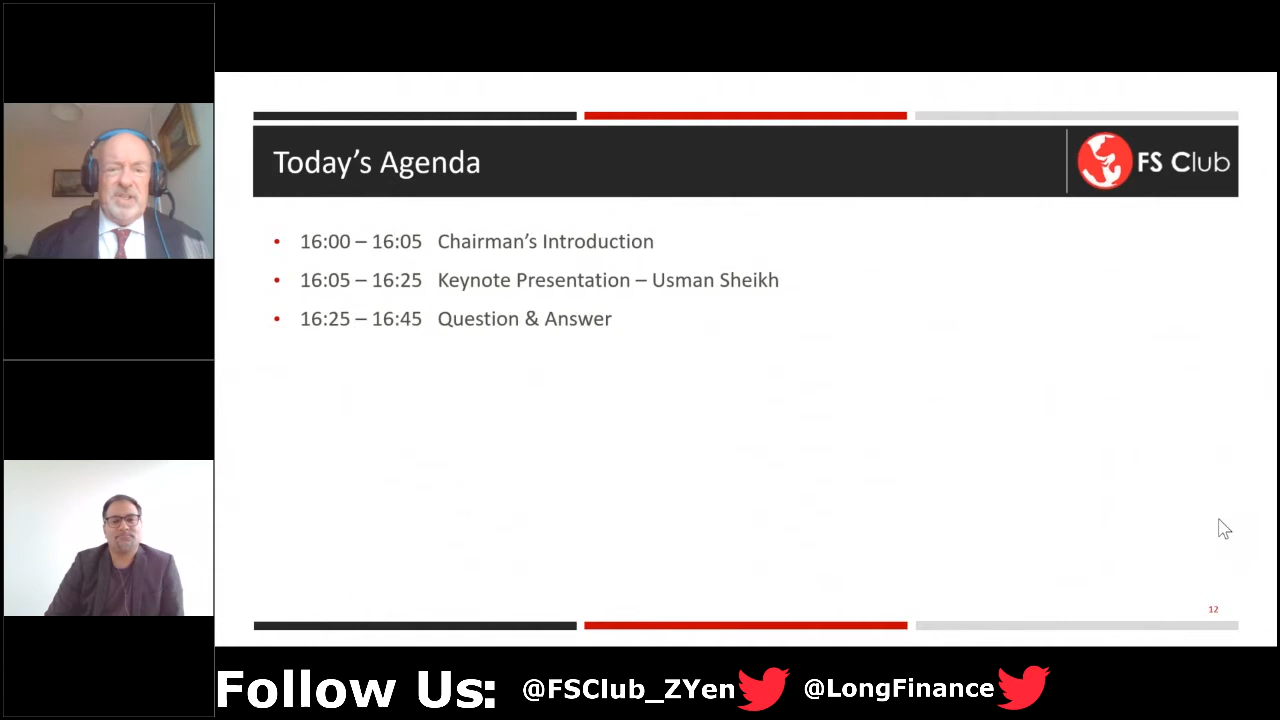 Today’s Agenda
FS Club
• 16:00 – 16:05 Chairman’s Introduction
• 16:05 – 16:25 Keynote Presentation – Usman Sheikh
• 16:25 – 16:45 Question & Answer
12
Follow Us: @FSClub_ZYen @LongFinance